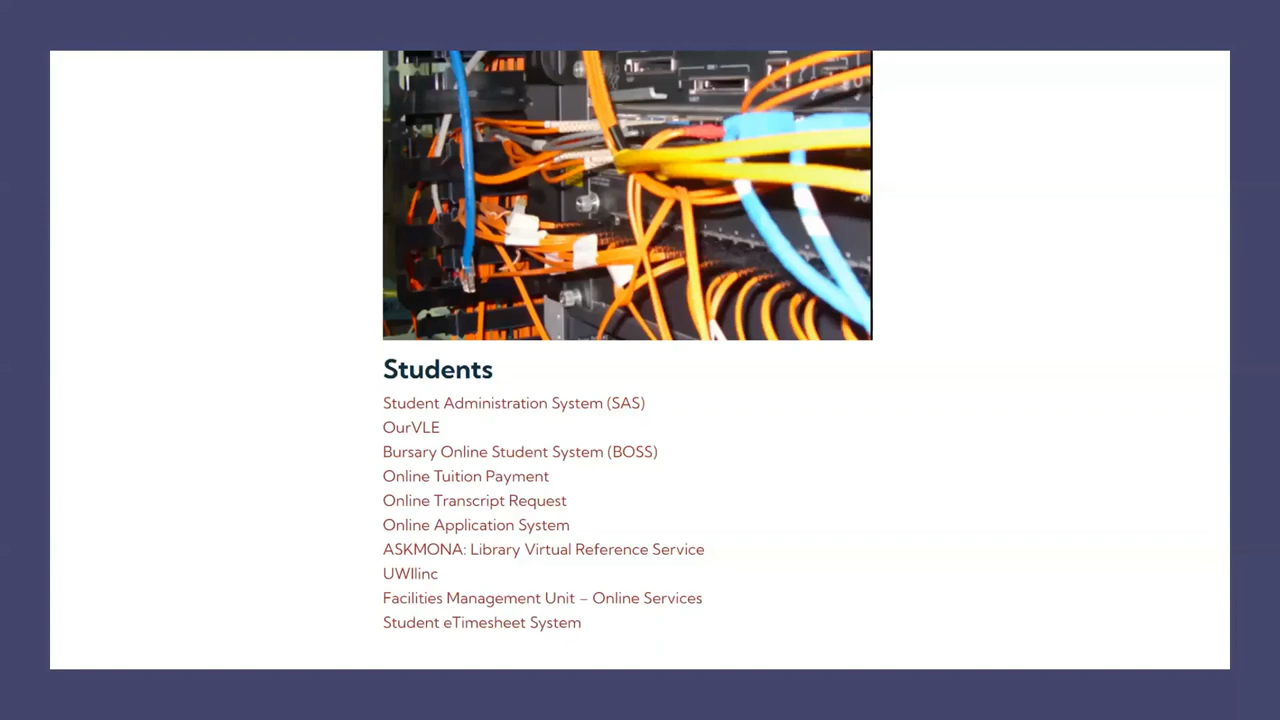 Students
Student Administration System (SAS)
OurVLE
Bursary Online Student System (BOSS)
Online Tuition Payment
Online Transcript Request
Online Application System
ASKMONA: Library Virtual Reference Service
UWIlinc
Facilities Management Unit – Online Services
Student eTimesheet System